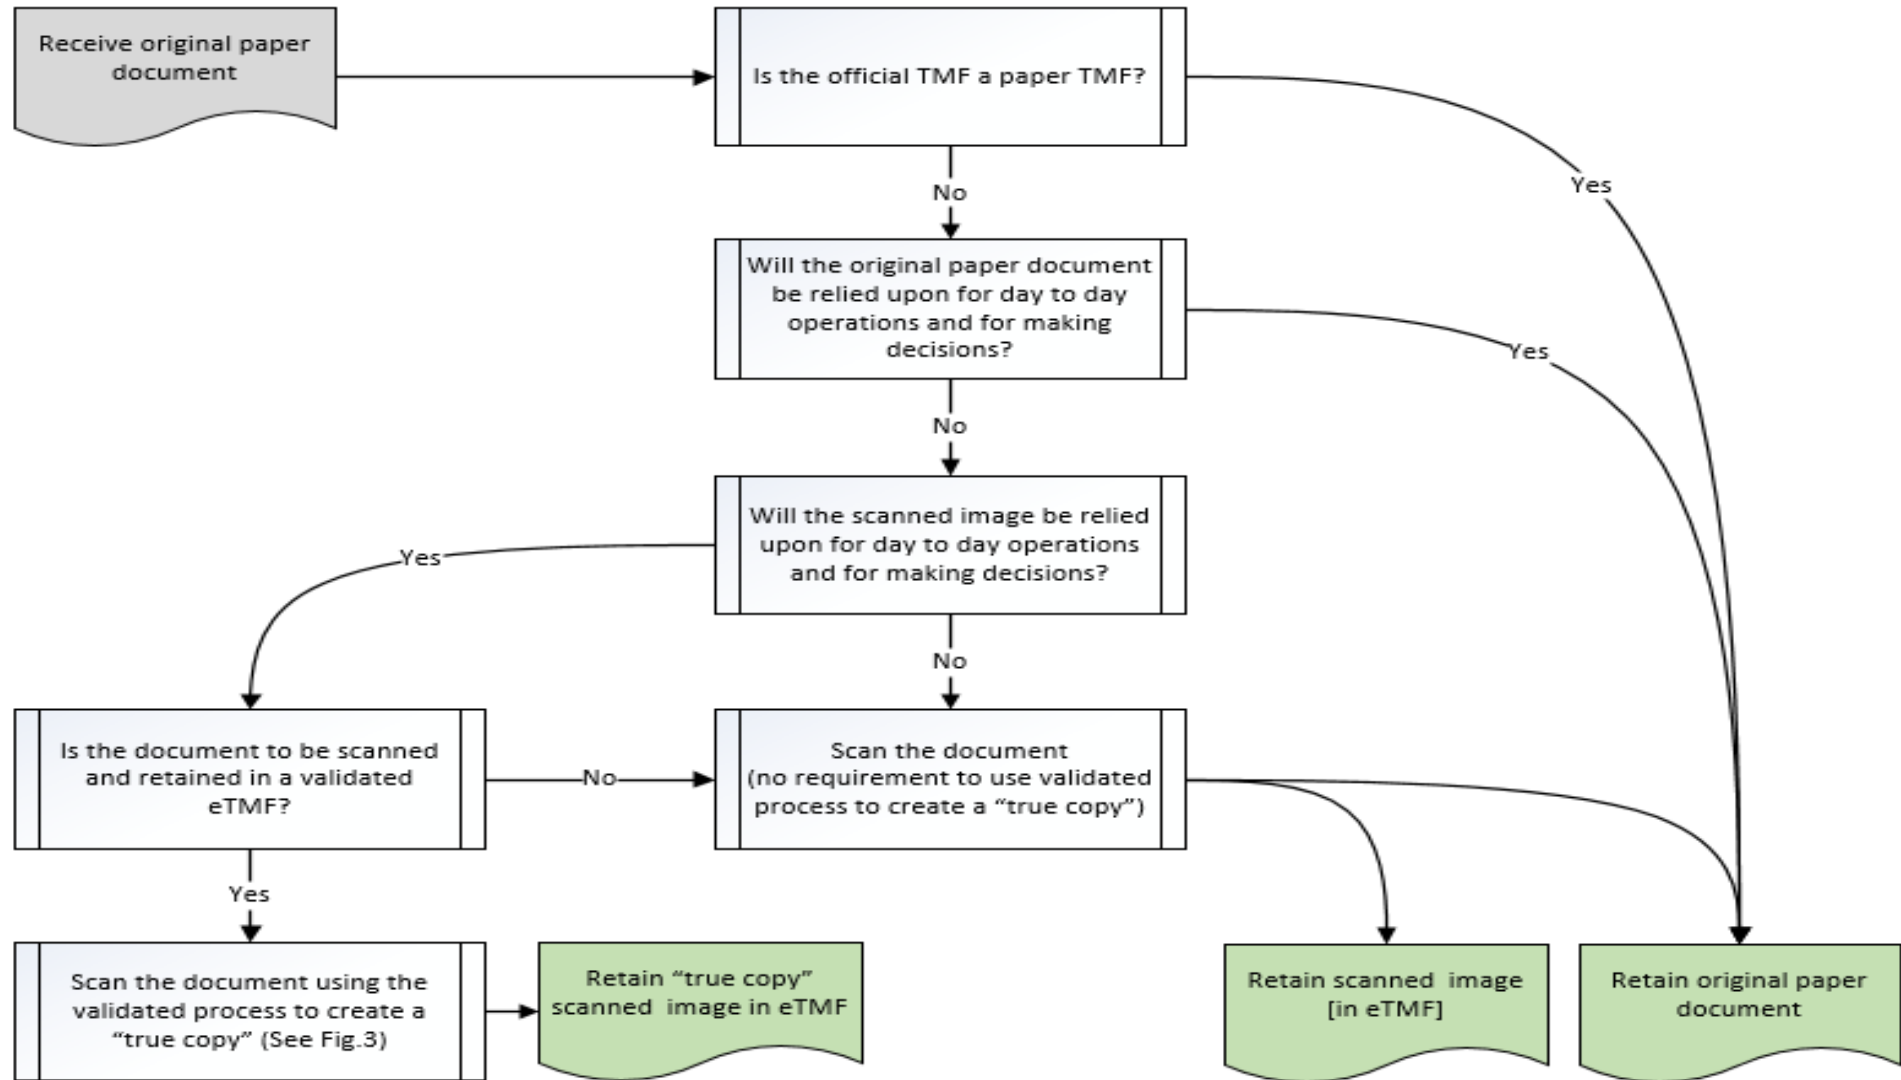 Receive original paper
document
Is the official TMF a paper TMF?
Yes
No
Will the original paper document
be relied upon for day to day
operations and for making
decisions?
Yes
No
Will the scanned image be relied
upon for day to day operations
and for making decisions?
Yes
No
Is the document to be scanned
and retained in a validated
eTMF?
No
Scan the document
(no requirement to use validated
process to create a “true copy”)
Yes
Scan the document using the
validated process to create a
“true copy” (See Fig.3)
Retain “true copy”
scanned image in eTMF
Retain scanned image
[in eTMF]
Retain original paper
document